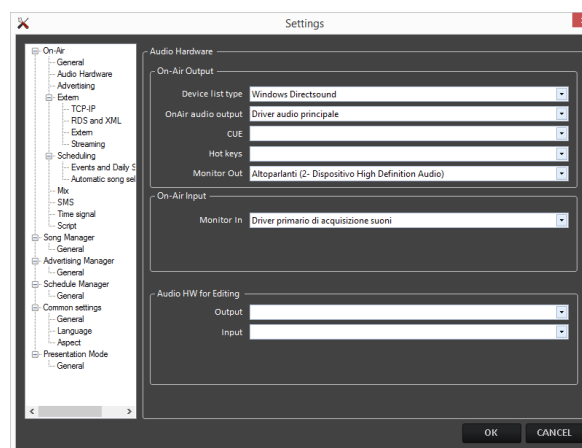 Settings
On-Air
General
Audio Hardware
Advertising
Extern
TCP-IP
RDS and XML
Extern
Streaming
Scheduling
Events and Daily S
Automatic song sel
Mix
SMS
Time signal
Script
Song Manager
General
Advertising Manager
General
Schedule Manager
General
Common settings
General
Language
Aspect
Presentation Mode
General
Audio Hardware
On-Air Output
Device list type Windows Directsound
OnAir audio output Driver audio principale
CUE
Hot keys
Monitor Out Altoparlanti (2- Dispositivo High Definition Audio)
On-Air Input
Monitor In Driver primario di acquisizione suoni
Audio HW for Editing
Output
Input
OK CANCEL